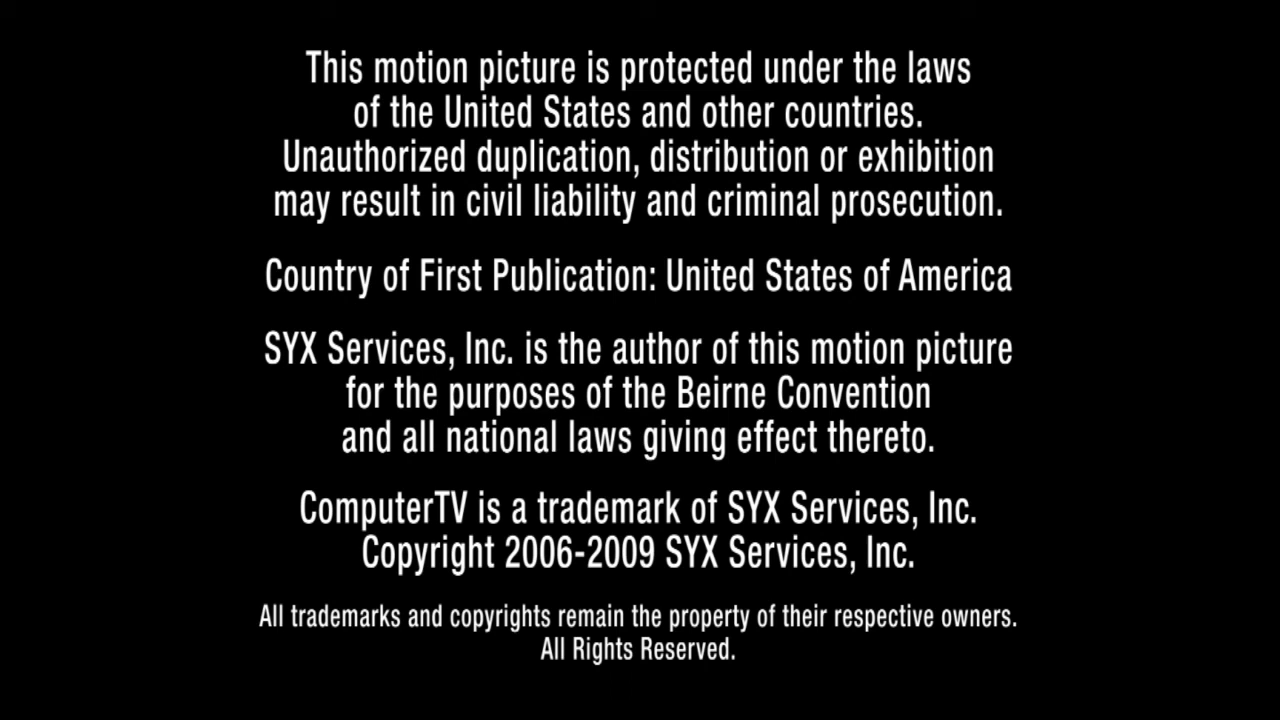 This motion picture is protected under the laws
of the United States and other countries.
Unauthorized duplication, distribution or exhibition
may result in civil liability and criminal prosecution.
Country of First Publication: United States of America
SYX Services, Inc. is the author of this motion picture
for the purposes of the Beirne Convention
and all national laws giving effect thereto.
ComputerTV is a trademark of SYX Services, Inc.
Copyright 2006-2009 SYX Services, Inc.
All trademarks and copyrights remain the property of their respective owners.
All Rights Reserved.